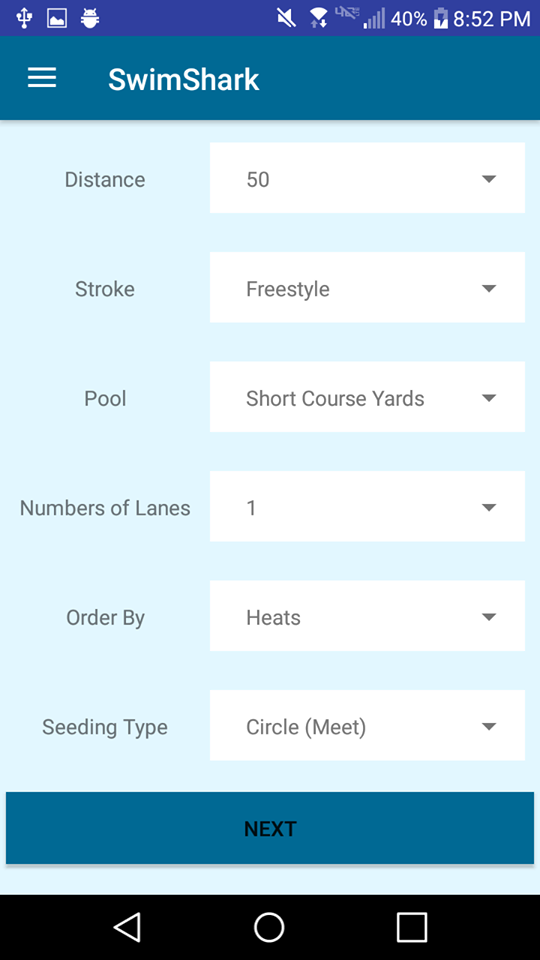 40% 8:52 PM
SwimShark
Distance 50
Stroke Freestyle
Pool Short Course Yards
Numbers of Lanes 1
Order By Heats
Seeding Type Circle (Meet)
NEXT